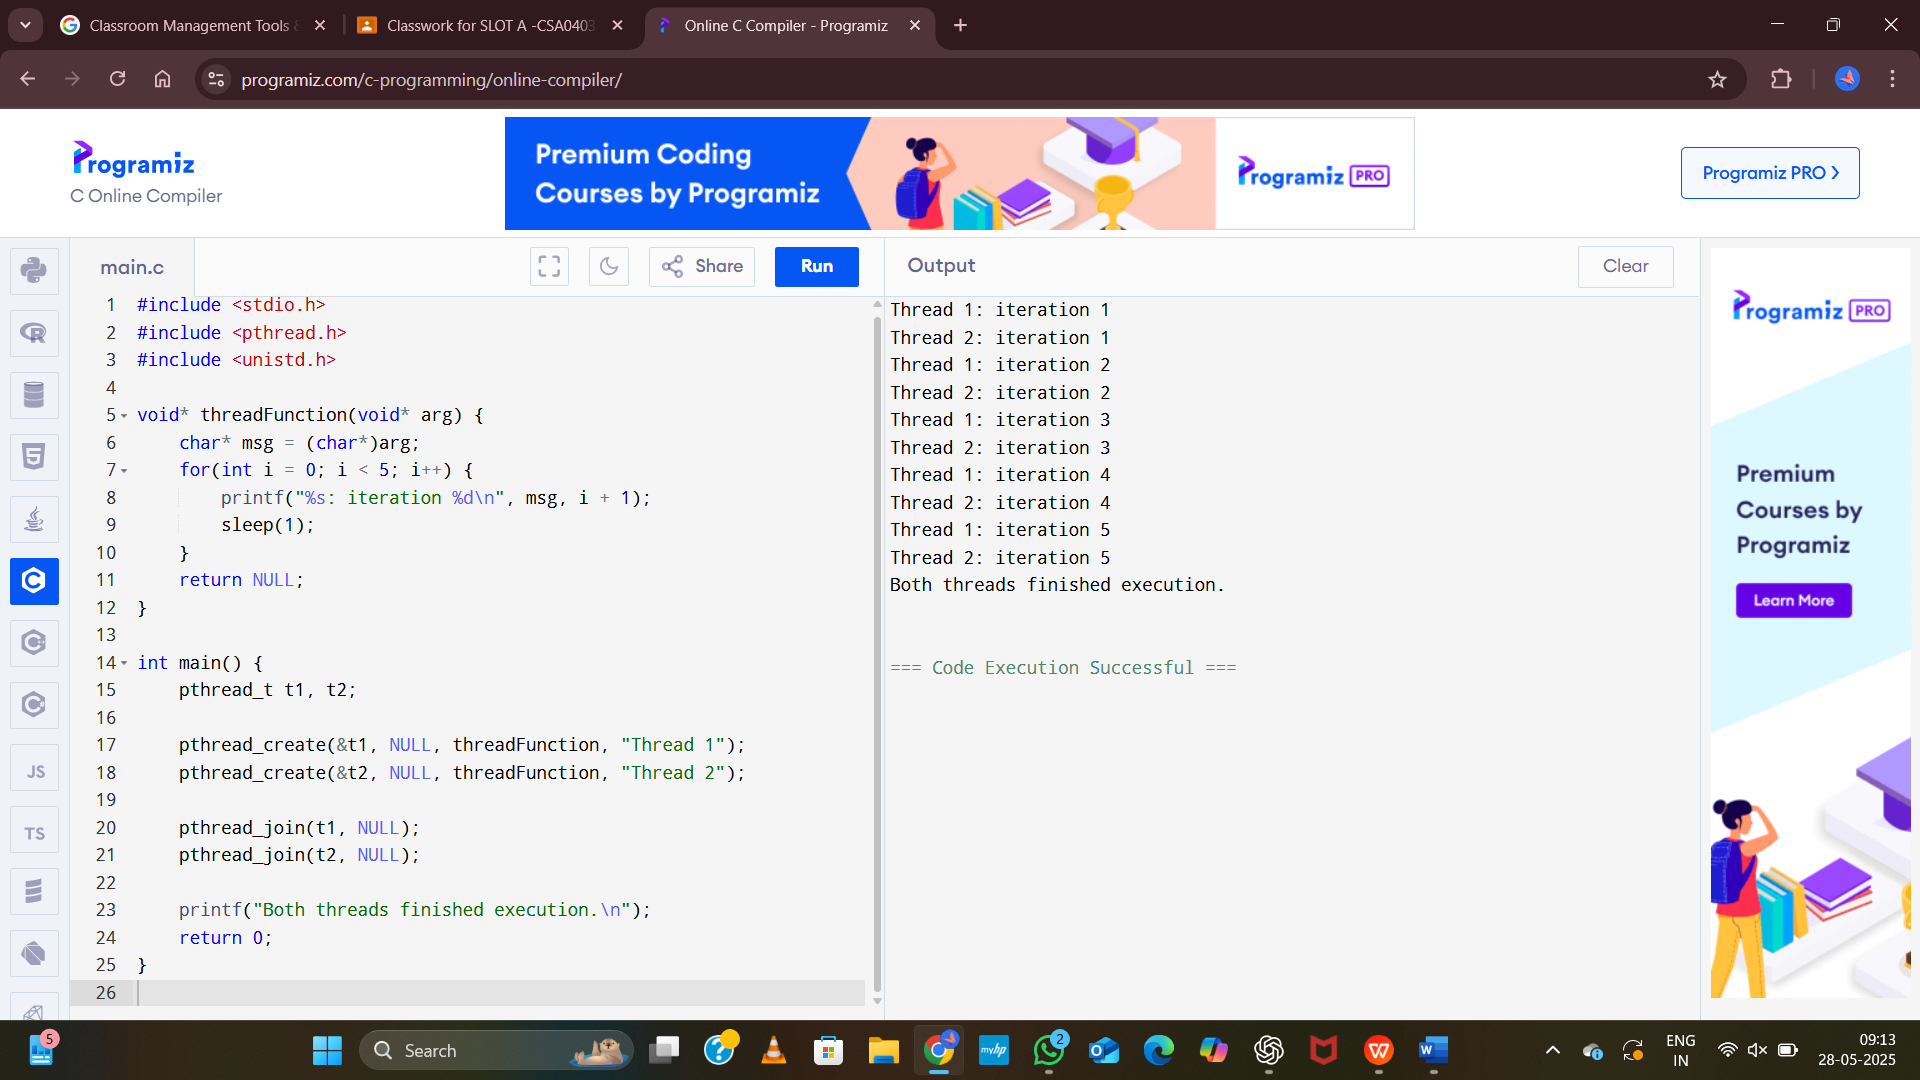 Classroom Management Tools &
Classwork for SLOT A -CSA0403
Online C Compiler - Programiz
programiz.com/c-programming/online-compiler/
Programiz
C Online Compiler
Premium Coding
Courses by Programiz
Programiz PRO
Programiz PRO
main.c
Share
Run
Output
Clear
1 #include <stdio.h>
2 #include <pthread.h>
3 #include <unistd.h>
4
5 void* threadFunction(void* arg) {
6     char* msg = (char*)arg;
7     for(int i = 0; i < 5; i++) {
8         printf("%s: iteration %d\n", msg, i + 1);
9         sleep(1);
10     }
11     return NULL;
12 }
13
14 int main() {
15     pthread_t t1, t2;
16
17     pthread_create(&t1, NULL, threadFunction, "Thread 1");
18     pthread_create(&t2, NULL, threadFunction, "Thread 2");
19
20     pthread_join(t1, NULL);
21     pthread_join(t2, NULL);
22
23     printf("Both threads finished execution.\n");
24     return 0;
25 }
26
Thread 1: iteration 1
Thread 2: iteration 1
Thread 1: iteration 2
Thread 2: iteration 2
Thread 1: iteration 3
Thread 2: iteration 3
Thread 1: iteration 4
Thread 2: iteration 4
Thread 1: iteration 5
Thread 2: iteration 5
Both threads finished execution.
=== Code Execution Successful ===
Programiz PRO
Premium
Courses by
Programiz
Learn More
JS
TS
5
Search
myhp
2
ENG
IN
09:13
28-05-2025